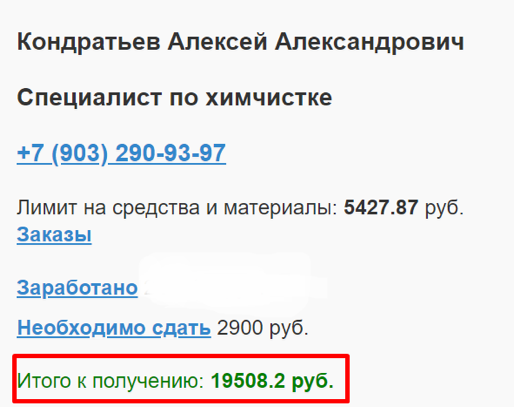 Кондратьев Алексей Александрович
Специалист по химчистке
+7 (903) 290-93-97
Лимит на средства и материалы: 5427.87 руб.
Заказы
Заработано
Необходимо сдать 2900 руб.
Итого к получению: 19508.2 руб.